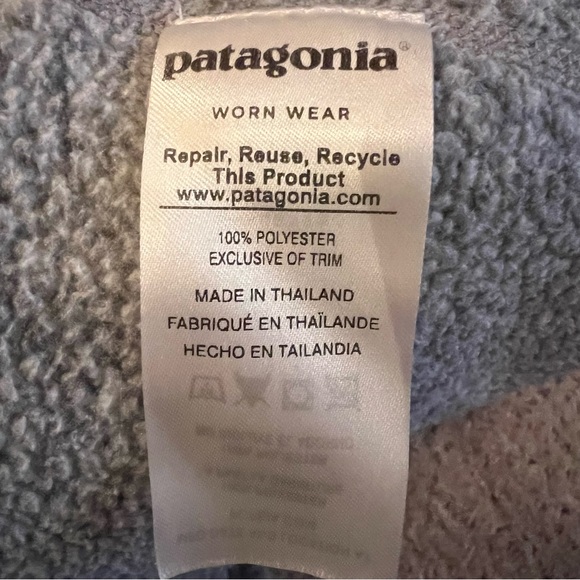 patagonia®
WORN WEAR
Repair, Reuse, Recycle
This Product
www.patagonia.com
100% POLYESTER
EXCLUSIVE OF TRIM
MADE IN THAILAND
FABRIQUÉ EN THAÏLANDE
HECHO EN TAILANDIA